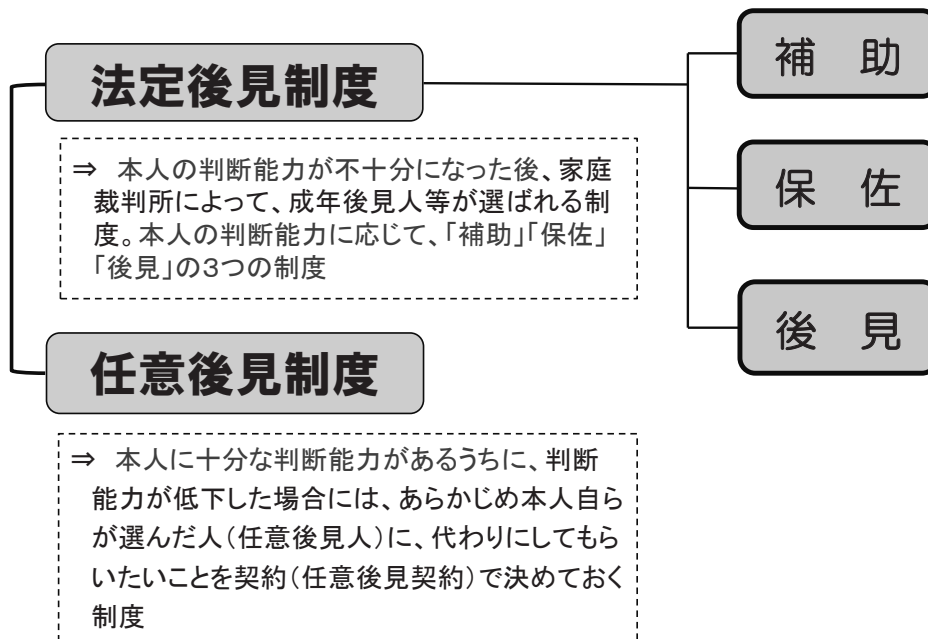 法定後見制度
⇒ 本人の判断能力が不十分になった後、家庭
裁判所によって、成年後見人等が選ばれる制
度。本人の判断能力に応じて、「補助」「保佐」
「後見」の3つの制度
補 助
保 佐
後 見
任意後見制度
⇒ 本人に十分な判断能力があるうちに、判断
能力が低下した場合には、あらかじめ本人自ら
が選んだ人(任意後見人)に、代わりにしてもら
いたいことを契約(任意後見契約)で決めておく
制度